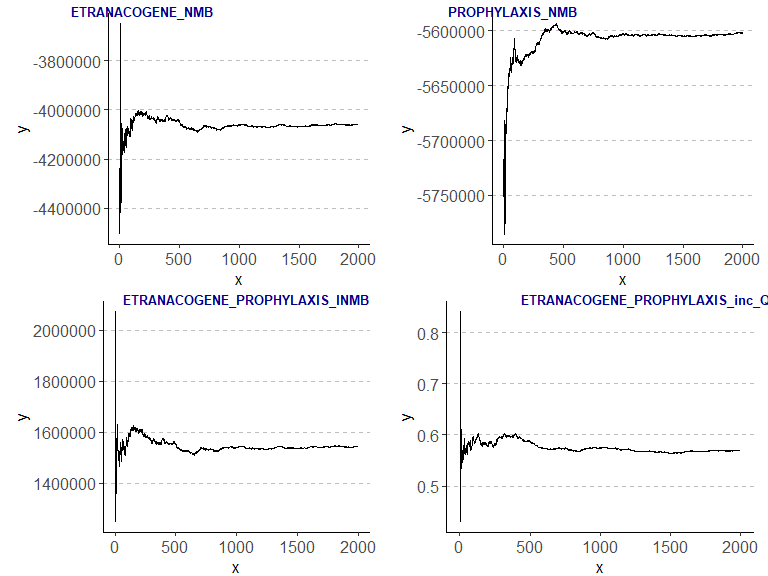 ETRANACOGENE_NMB
y
-3800000
-4000000
-4200000
-4400000
0 500 1000 1500 2000
x
PROPHYLAXIS_NMB
y
-5600000
-5650000
-5700000
-5750000
0 500 1000 1500 2000
x
ETRANACOGENE_PROPHYLAXIS_INMB
y
2000000
1800000
1600000
1400000
0 500 1000 1500 2000
x
ETRANACOGENE_PROPHYLAXIS_inc_Q
y
0.8
0.7
0.6
0.5
0 500 1000 1500 2000
x